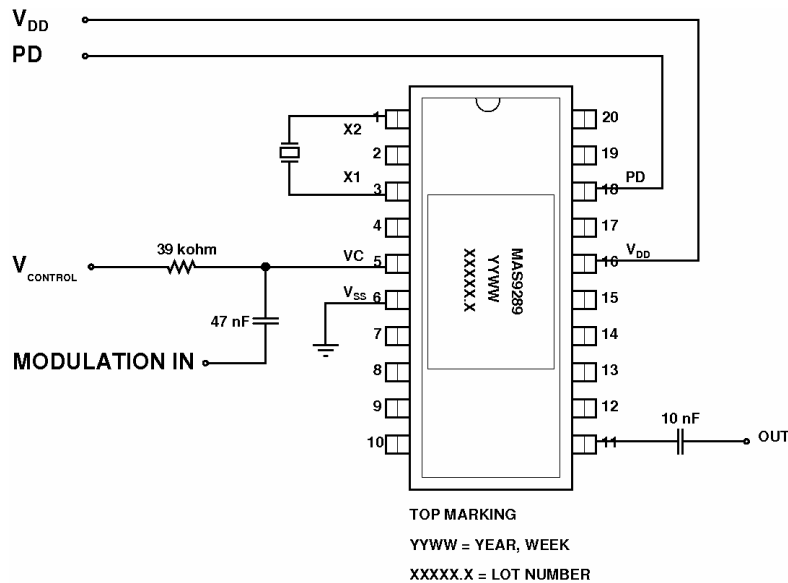 VDD
PD
X2
X1
1
2
3
4
5
6
7
8
9
10
20
19
18
17
16
15
14
13
12
11
PD
VDD
39 kohm
VC
VCONTROL
VSS
47 nF
MODULATION IN
MAS9289
YYWW
XXXXX.X
10 nF
OUT
TOP MARKING
YYWW = YEAR, WEEK
XXXXX.X = LOT NUMBER